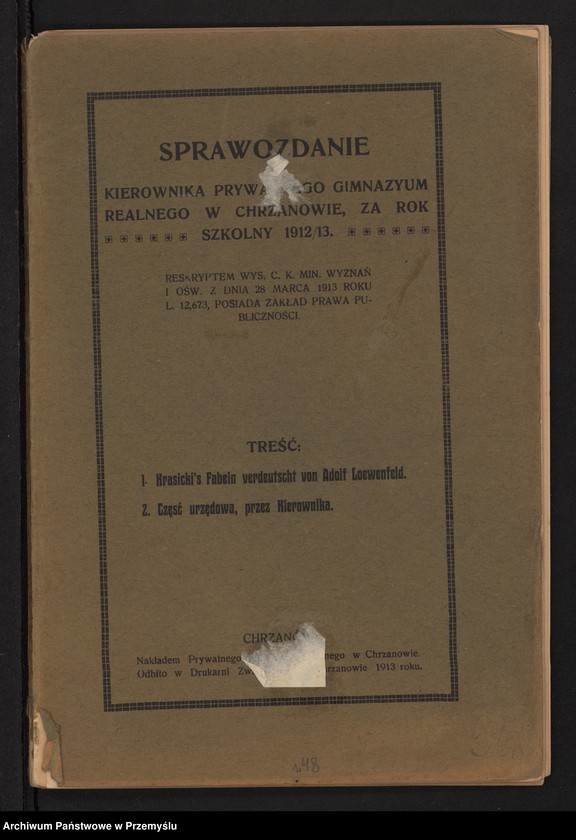 SPRAWOZDANIE
KIEROWNIKA GIMNAZYUM
REALNEGO W CHRZANOWIE, ZA ROK
SZKOLNY 1912/13.
RESKRYPTEM WYS. C. K. MIN. WYZNAŃ
I OŚW. Z DNIA 28 MARCA 1913 ROKU
L. 12,673, POSIADA ZAKŁAD PRAWA PU-
BLICZNOŚCI.
TREŚĆ:
1. Krasicki's Fabeln verdeutscht von Adolf Loewenfeld.
2. Część urzędowa, przez Kierownika.
Nakładem Prywatnego w Chrzanowie.
Odbito w Drukarni 1913 roku.
Archiwum Państwowe w Przemyślu